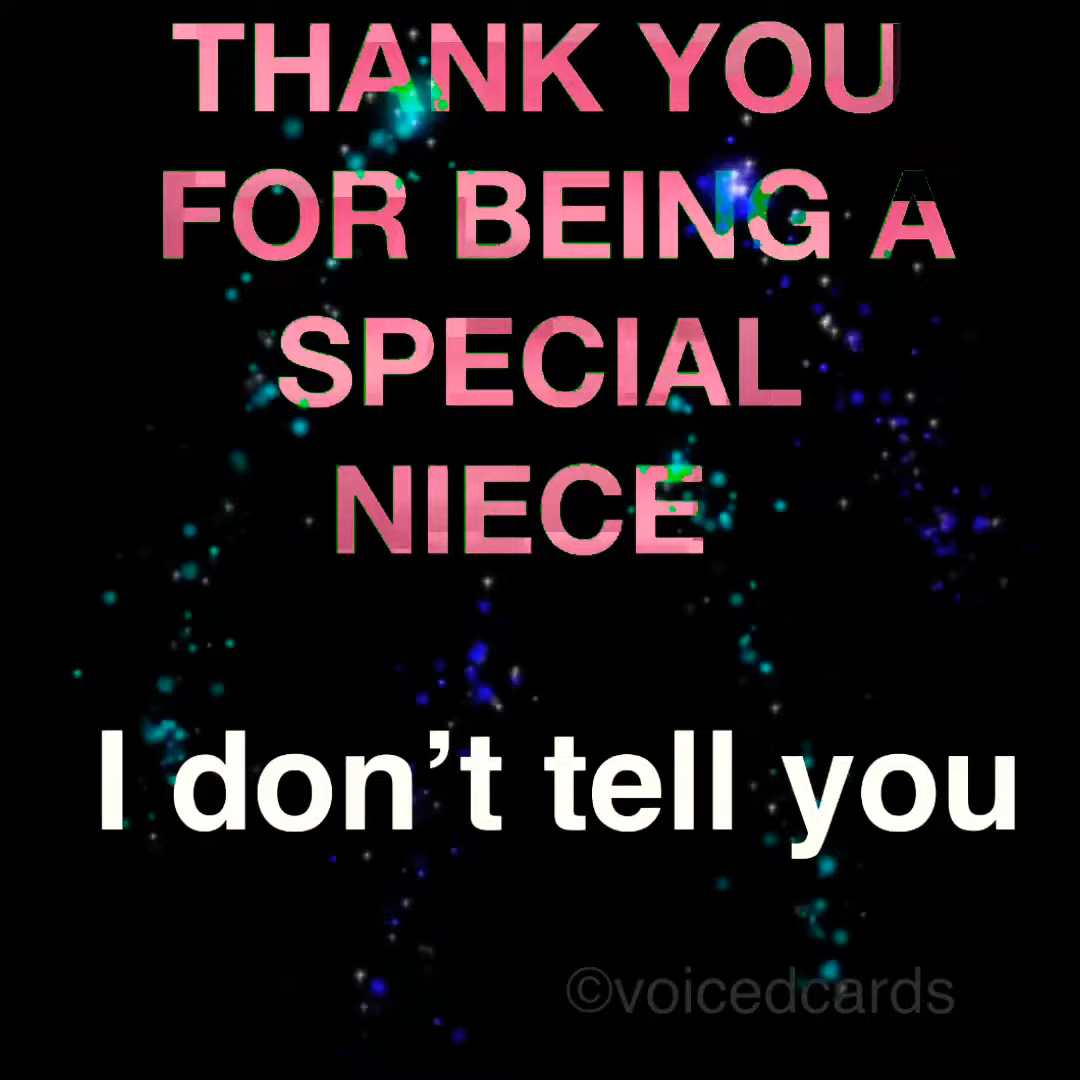 THANK YOU
FOR BEING A
SPECIAL
NIECE
I don’t tell you
©voicedcards